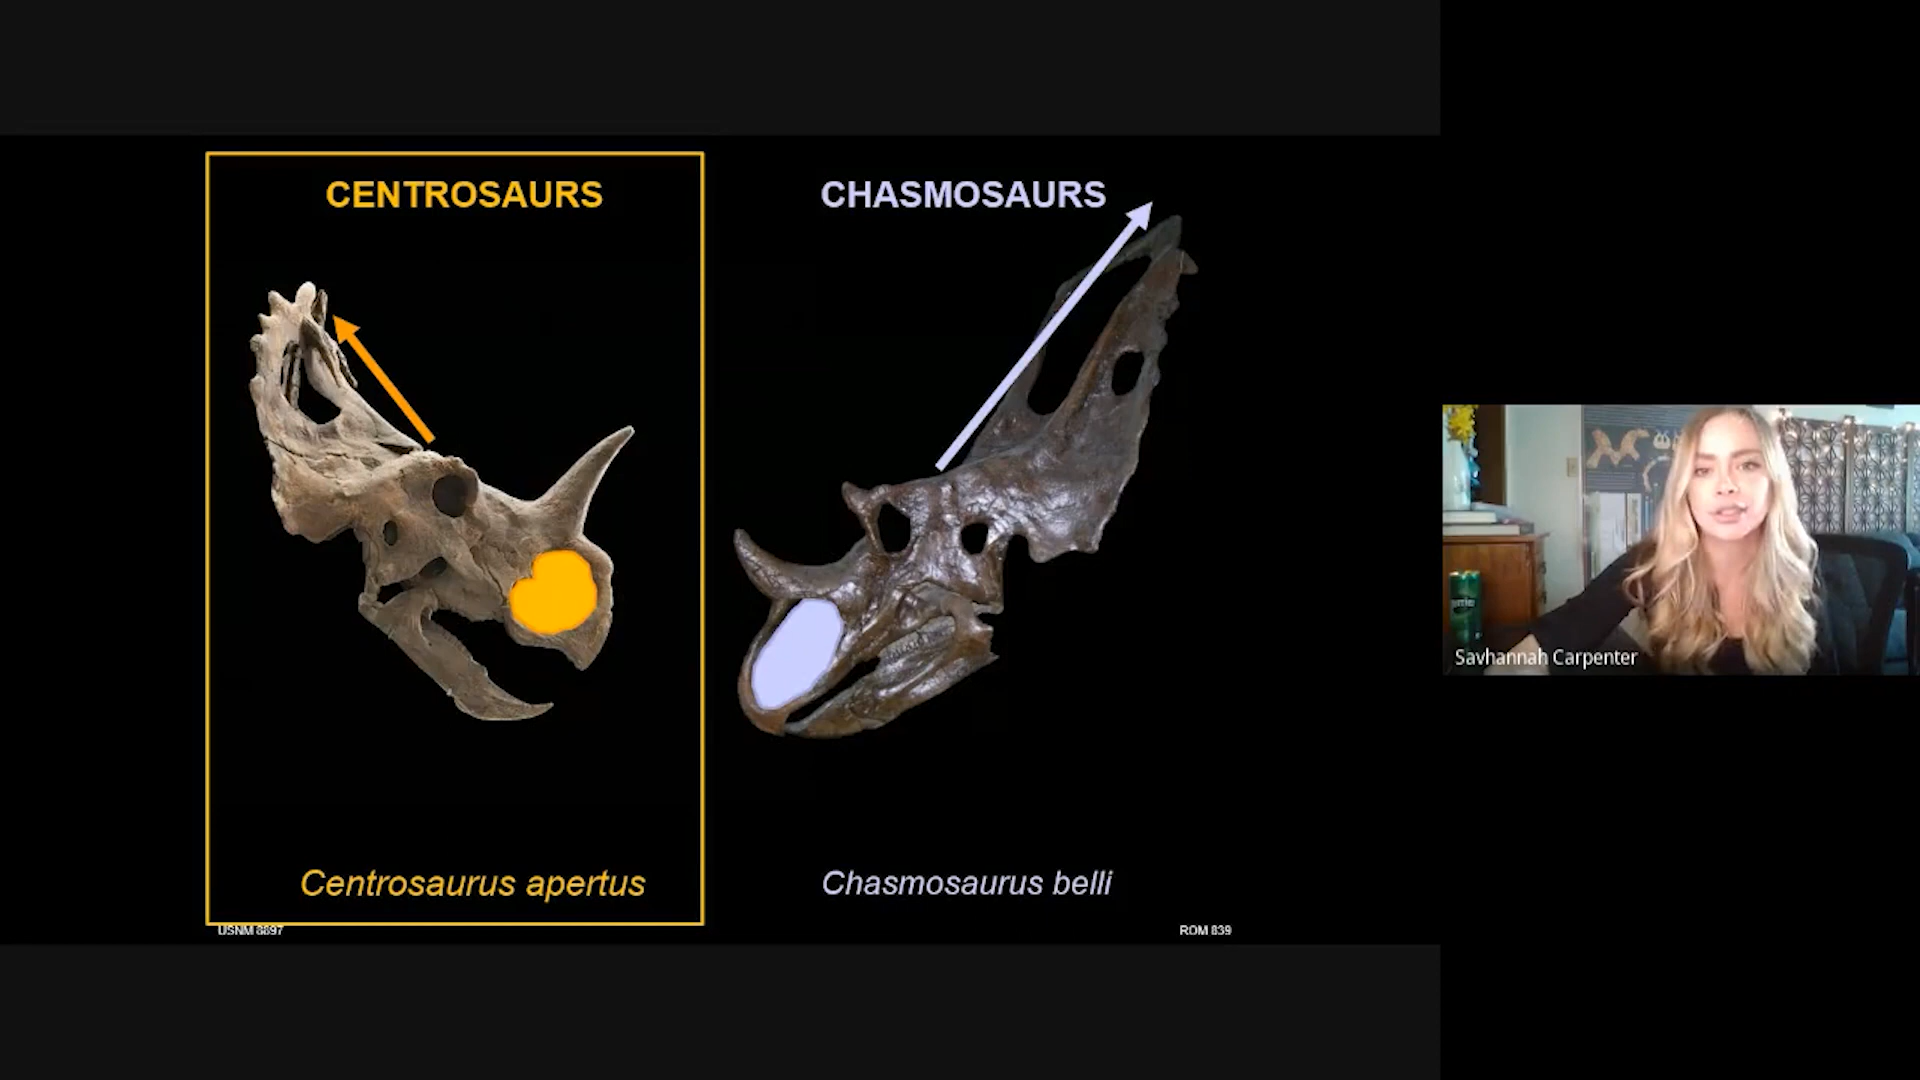 CENTROSAURS
CHASMOSAURS
Centrosaurus apertus
Chasmosaurus belli
USNM 8897
ROM 839
Savhannah Carpenter